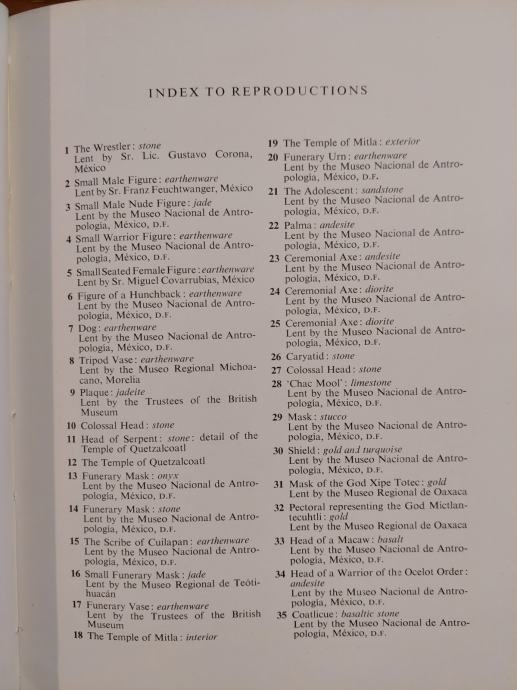 INDEX TO REPRODUCTIONS
1 The Wrestler: stone
Lent by Sr. Lic. Gustavo Corona,
México
2 Small Male Figure: earthenware
Lent by Sr. Franz Feuchtwanger, México
3 Small Male Nude Figure: jade
Lent by the Museo Nacional de Antro-
pología, México, D.F.
4 Small Warrior Figure: earthenware
Lent by the Museo Nacional de Antro-
pología, México, D.F.
5 Small Seated Female Figure: earthenware
Lent by Sr. Miguel Covarrubias, México
6 Figure of a Hunchback: earthenware
Lent by the Museo Nacional de Antro-
pología, México, D.F.
7 Dog: earthenware
Lent by the Museo Nacional de Antro-
pología, México, D.F.
8 Tripod Vase: earthenware
Lent by the Museo Regional Michoa-
cano, Morelia
9 Plaque: jadeite
Lent by the Trustees of the British
Museum
10 Colossal Head: stone
11 Head of Serpent: stone: detail of the
Temple of Quetzalcoatl
12 The Temple of Quetzalcoatl
13 Funerary Mask: onyx
Lent by the Museo Nacional de Antro-
pología, México, D.F.
14 Funerary Mask: stone
Lent by the Museo Nacional de Antro-
pología, México, D.F.
15 The Scribe of Cuilapan: earthenware
Lent by the Museo Nacional de Antro-
pología, México, D.F.
16 Small Funerary Mask: jade
Lent by the Museo Regional de Teóti-
huacán
17 Funerary Vase: earthenware
Lent by the Trustees of the British
Museum
18 The Temple of Mitla: interior
19 The Temple of Mitla: exterior
20 Funerary Urn: earthenware
Lent by the Museo Nacional de Antro-
pología, México, D.F.
21 The Adolescent: sandstone
Lent by the Museo Nacional de Antro-
pología, México, D.F.
22 Palma: andesite
Lent by the Museo Nacional de Antro-
pología, México, D.F.
23 Ceremonial Axe: andesite
Lent by the Museo Nacional de Antro-
pología, México, D.F.
24 Ceremonial Axe: diorite
Lent by the Museo Nacional de Antro-
pología, México, D.F.
25 Ceremonial Axe: diorite
Lent by the Museo Nacional de Antro-
pología, México, D.F.
26 Caryatid: stone
27 Colossal Head: stone
28 'Chac Mool': limestone
Lent by the Museo Nacional de Antro-
pología, México, D.F.
29 Mask: stucco
Lent by the Museo Nacional de Antro-
pología, México, D.F.
30 Shield: gold and turquoise
Lent by the Museo Nacional de Antro-
pología, México, D.F.
31 Mask of the God Xipe Totec: gold
Lent by the Museo Regional de Oaxaca
32 Pectoral representing the God Mictlan-
tecuhtli: gold
Lent by the Museo Regional de Oaxaca
33 Head of a Macaw: basalt
Lent by the Museo Nacional de Antro-
pología, México, D.F.
34 Head of a Warrior of the Ocelot Order:
andesite
Lent by the Museo Nacional de Antro-
pología, México, D.F.
35 Coatlicue: basaltic stone
Lent by the Museo Nacional de Antro-
pología, México, D.F.